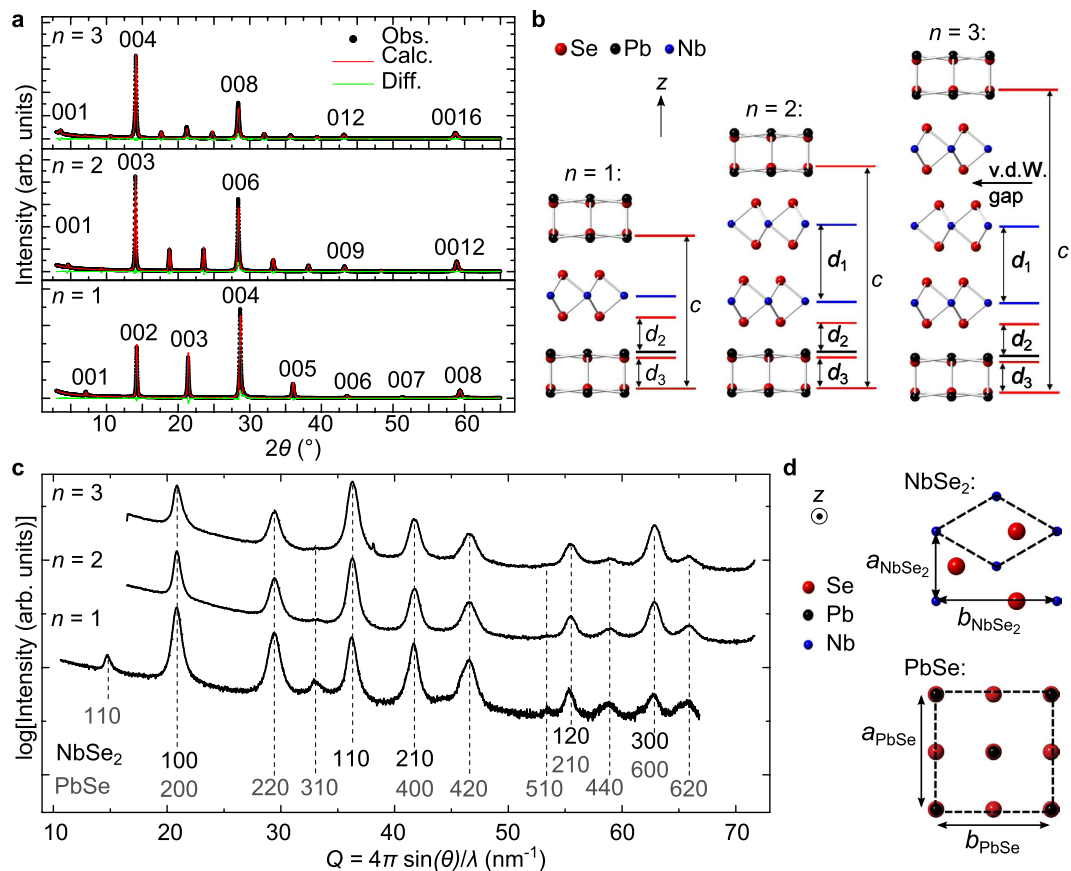 a
n = 3
004
Obs.
Calc.
Diff.
001
008
012
0016
n = 2
003
001
006
009
0012
n = 1
004
002
003
001
005
006
007
008
Intensity (arb. units)
0 10 20 30 40 50 60
2θ (°)
b
Se Pb Nb
z
n = 1:
n = 2:
n = 3:
v.d.W.
gap
c
d2
d3
d1
c
d2
d3
d1
c
d2
d3
c
n = 3
n = 2
n = 1
log[Intensity (arb. units)]
110
NbSe2
100 110 210 120 300
210 600
PbSe
200 220 310 400 420 510 440 620
10 20 30 40 50 60 70
Q = 4π sin(θ)/λ (nm-1)
d
z
NbSe2:
aNbSe2
bNbSe2
Se
Pb
Nb
PbSe:
aPbSe
bPbSe